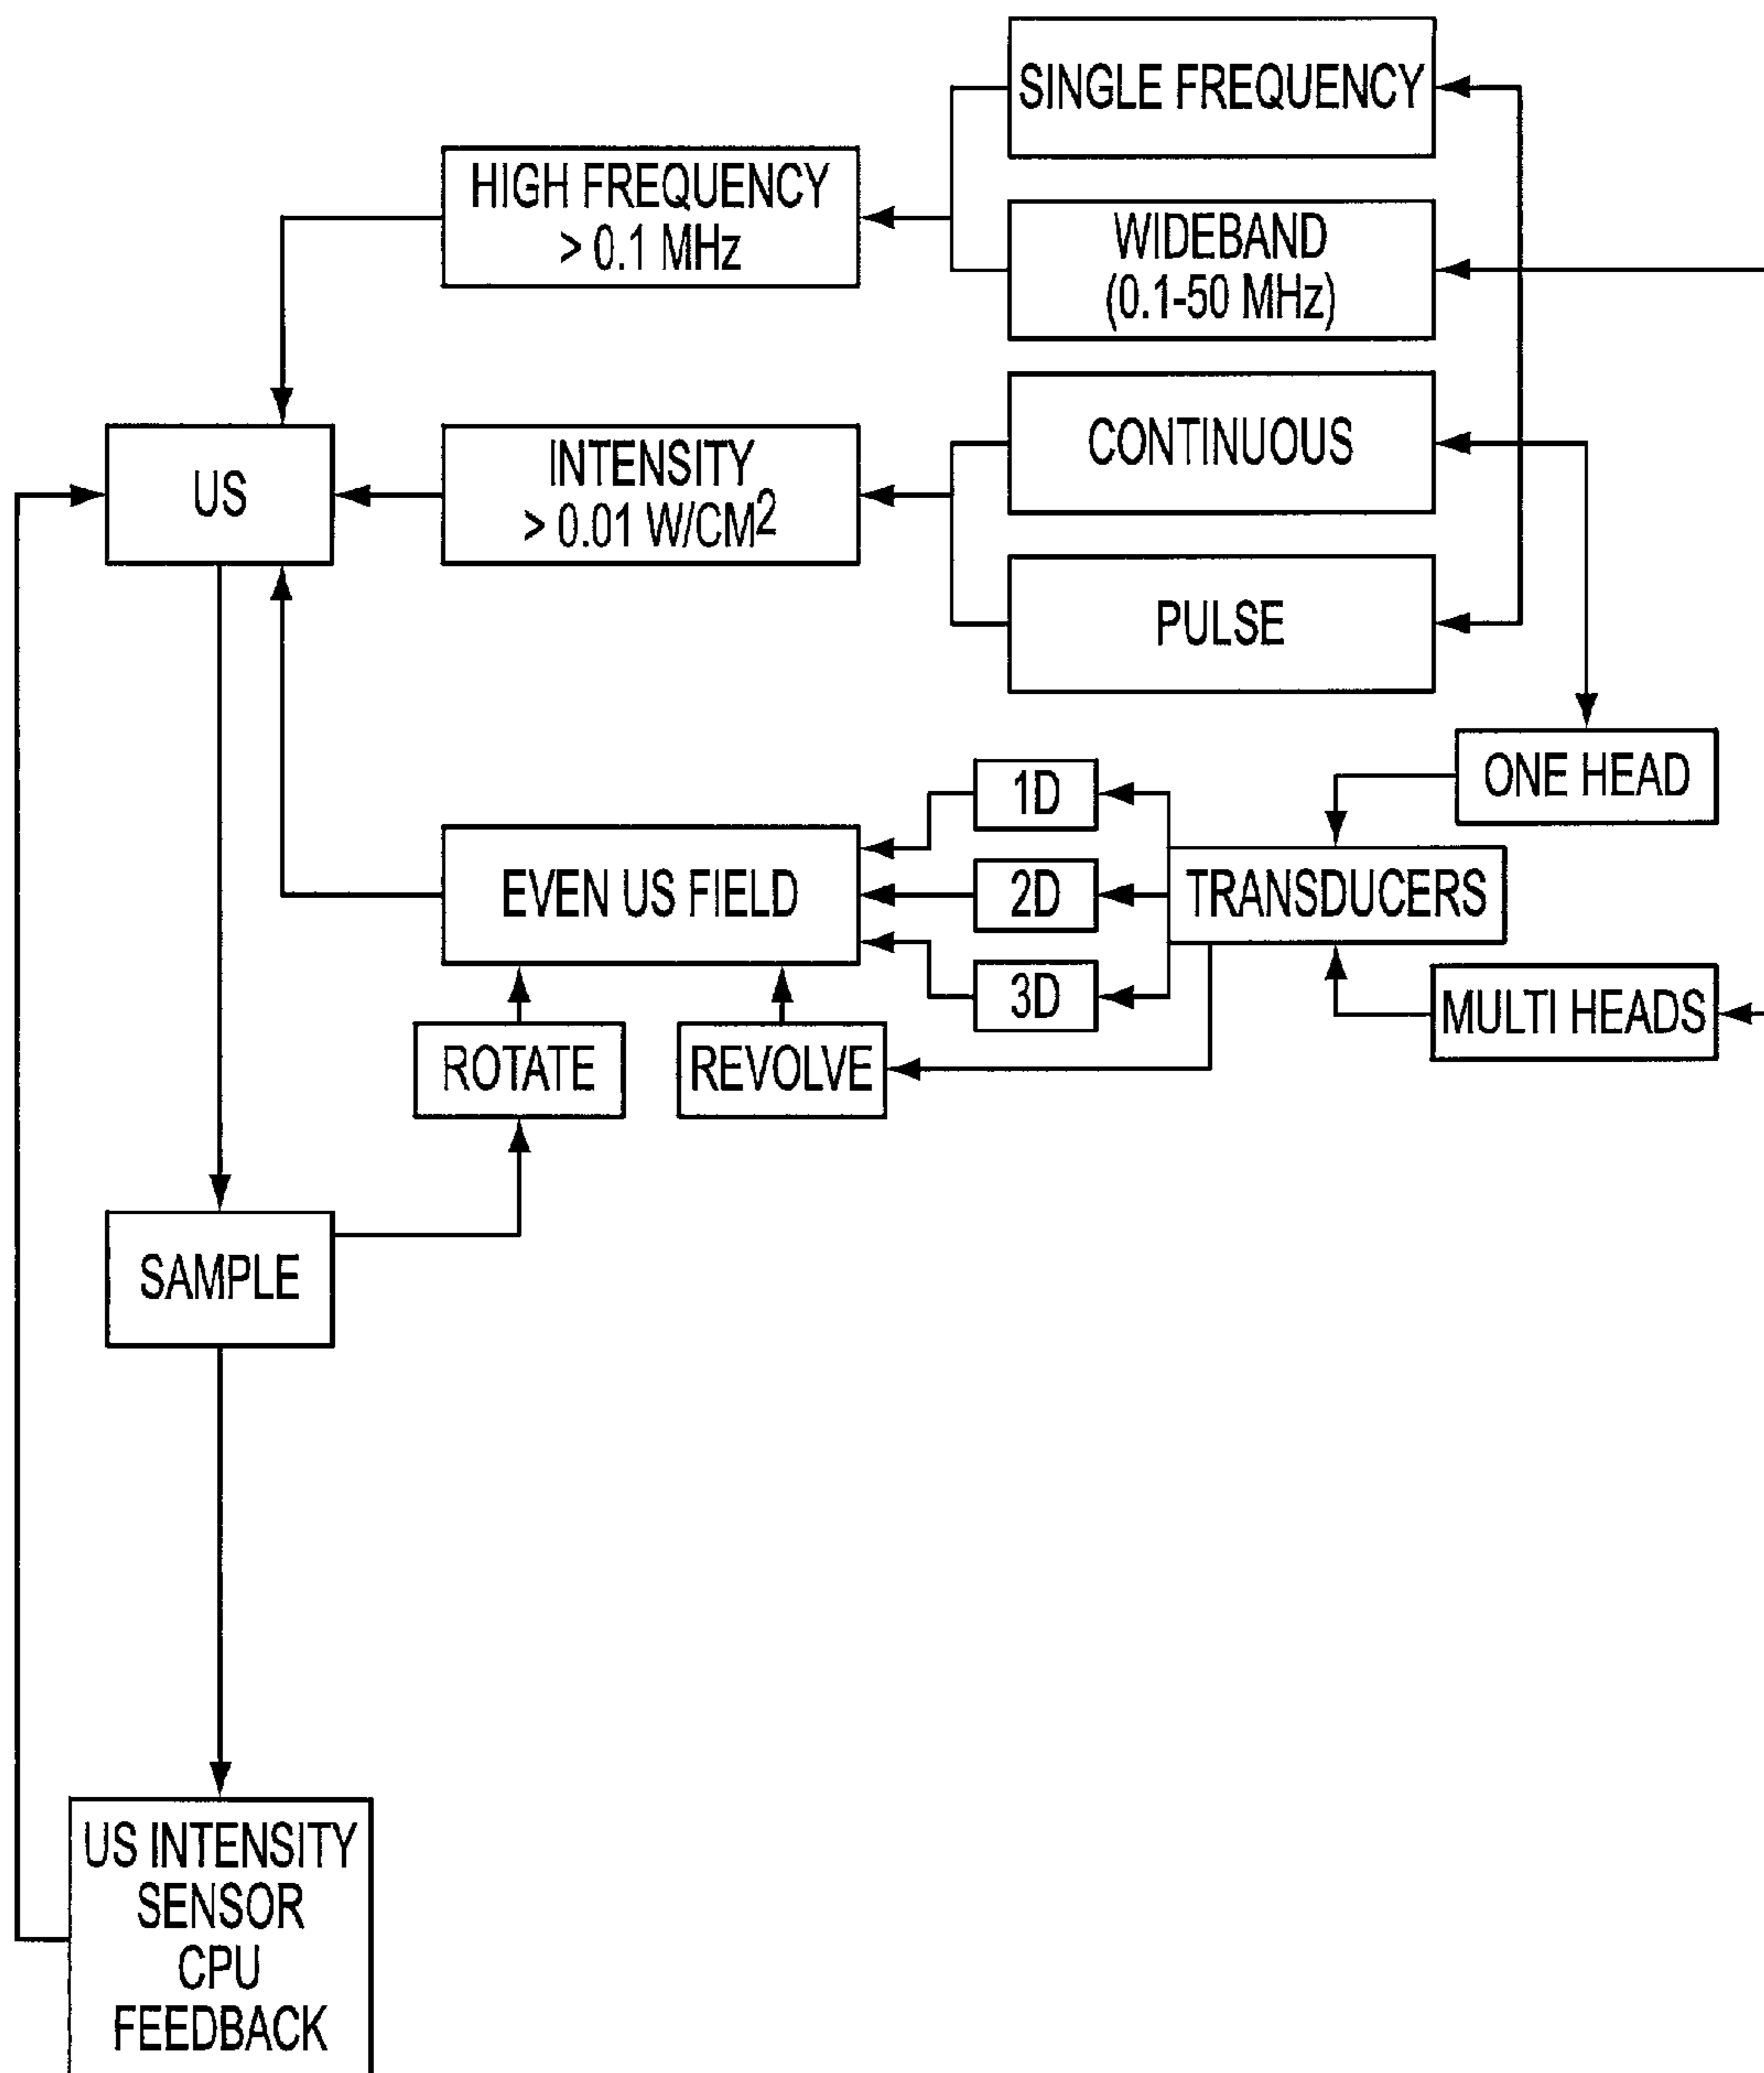 SINGLE FREQUENCY
HIGH FREQUENCY
> 0.1 MHz
WIDEBAND
(0.1-50 MHz)
US
INTENSITY
> 0.01 W/CM²
CONTINUOUS
PULSE
ONE HEAD
1D
EVEN US FIELD
2D
TRANSDUCERS
3D
MULTI HEADS
ROTATE
REVOLVE
SAMPLE
US INTENSITY
SENSOR
CPU
FEEDBACK